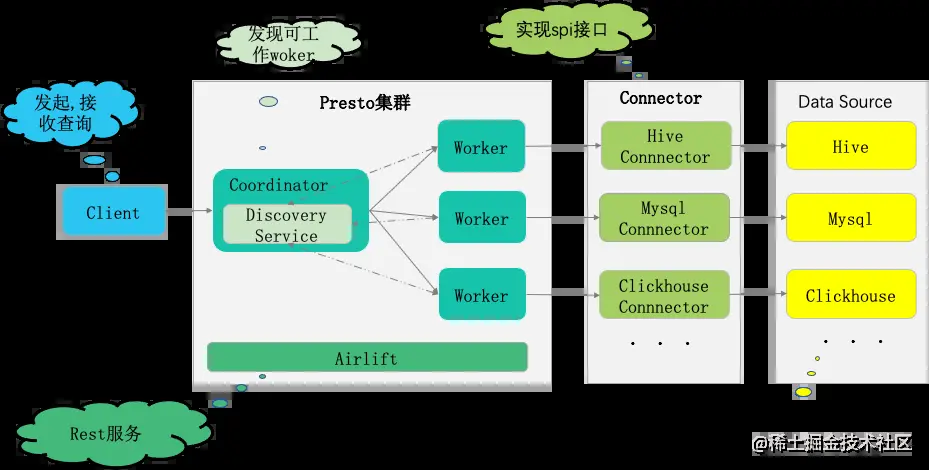 发现可工
作woker
实现spi接口
发起,接
收查询
Presto集群
Connector
Data Source
Client
Coordinator
Discovery
Service
Worker
Worker
Worker
Hive
Connnector
Mysql
Connnector
Clickhouse
Connnector
. . .
Hive
Mysql
Clickhouse
. . .
Airlift
Rest服务
@稀土掘金技术社区